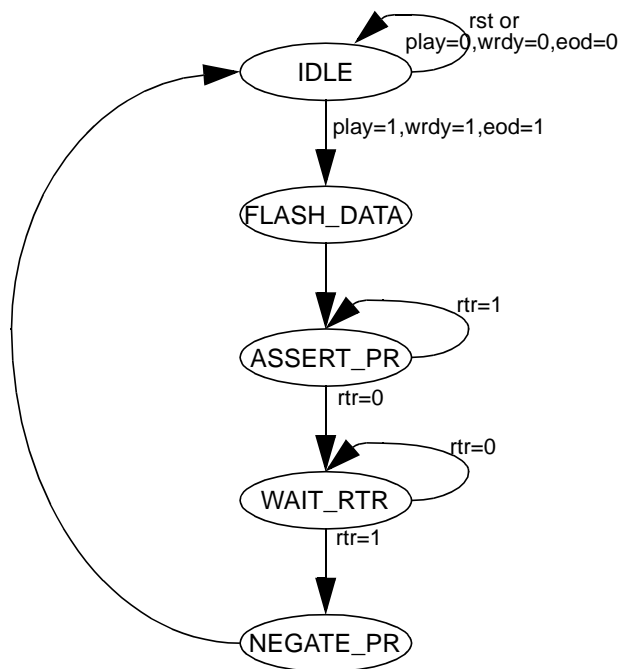 rst or
play=0,wrdy=0,eod=0
IDLE
play=1,wrdy=1,eod=1
FLASH_DATA
rtr=1
ASSERT_PR
rtr=0
rtr=0
WAIT_RTR
rtr=1
NEGATE_PR